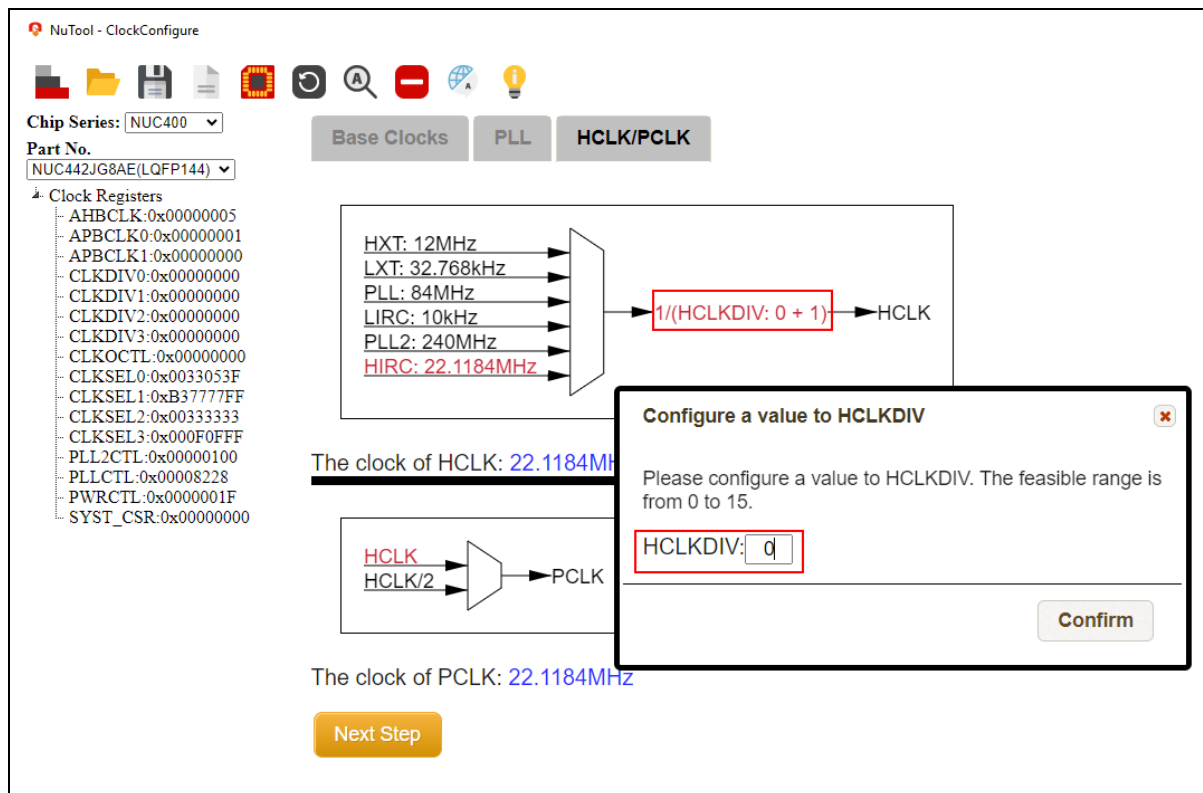 NuTool - ClockConfigure
Chip Series: NUC400
Part No.
NUC442JG8AE(LQFP144)
Clock Registers
AHBCLK:0x00000005
APBCLK0:0x00000001
APBCLK1:0x00000000
CLKDIV0:0x00000000
CLKDIV1:0x00000000
CLKDIV2:0x00000000
CLKDIV3:0x00000000
CLKOCTL:0x00000000
CLKSEL0:0x0033053F
CLKSEL1:0xB37777FF
CLKSEL2:0x00333333
CLKSEL3:0x000F0FFF
PLL2CTL:0x00000100
PLLCTL:0x00008228
PWRCTL:0x0000001F
SYST_CSR:0x00000000
Base Clocks
PLL
HCLK/PCLK
HXT: 12MHz
LXT: 32.768kHz
PLL: 84MHz
LIRC: 10kHz
PLL2: 240MHz
HIRC: 22.1184MHz
1/(HCLKDIV: 0 + 1)
HCLK
The clock of HCLK: 22.1184MH
HCLK
HCLK/2
PCLK
The clock of PCLK: 22.1184MHz
Next Step
Configure a value to HCLKDIV
Please configure a value to HCLKDIV. The feasible range is
from 0 to 15.
HCLKDIV: 0
Confirm